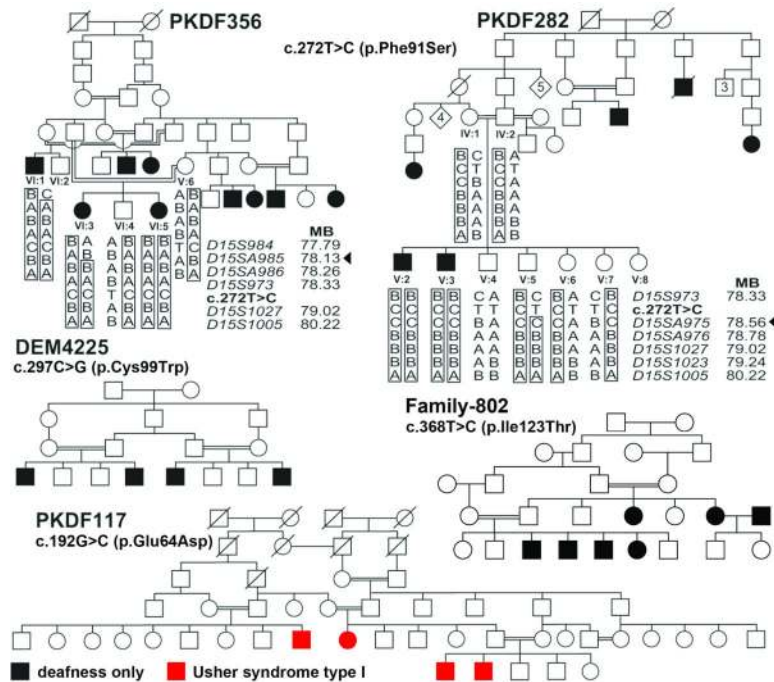 PKDF356
PKDF282
c.272T>C (p.Phe91Ser)
5
3
4
IV:1 IV:2
B C B A
C T C T
C B C A
B A B A
B A B A
B A B B
A B A B
VI:1 VI:2 V:6
B C A B
A A B A
B B A B
A A B A
C C T C
B B A B
A A B A
VI:3 VI:4 VI:5
B A A B B B
A B B A A A
B B A B B B
A A B A A A
C C T C C C
B B A B B B
A A B A A A
MB
D15S984 77.79
D15SA985 78.13
D15SA986 78.26
D15S973 78.33
c.272T>C
D15S1027 79.02
D15S1005 80.22
V:2 V:3 V:4 V:5 V:6 V:7 V:8
MB
B B B B C A B C B A C B D15S973 78.33
C C C C T T C T C T T C c.272T>C
C C C C B A C C C A B C D15SA975 78.56
B B B B A A B B B A A B D15SA976 78.78
B B B B A A B B B A A B D15S1027 79.02
B B B B A B B B B B A B D15S1023 79.24
A A A A B B A A A B B A D15S1005 80.22
DEM4225
c.297C>G (p.Cys99Trp)
Family-802
c.368T>C (p.Ile123Thr)
PKDF117
c.192G>C (p.Glu64Asp)
deafness only
Usher syndrome type I